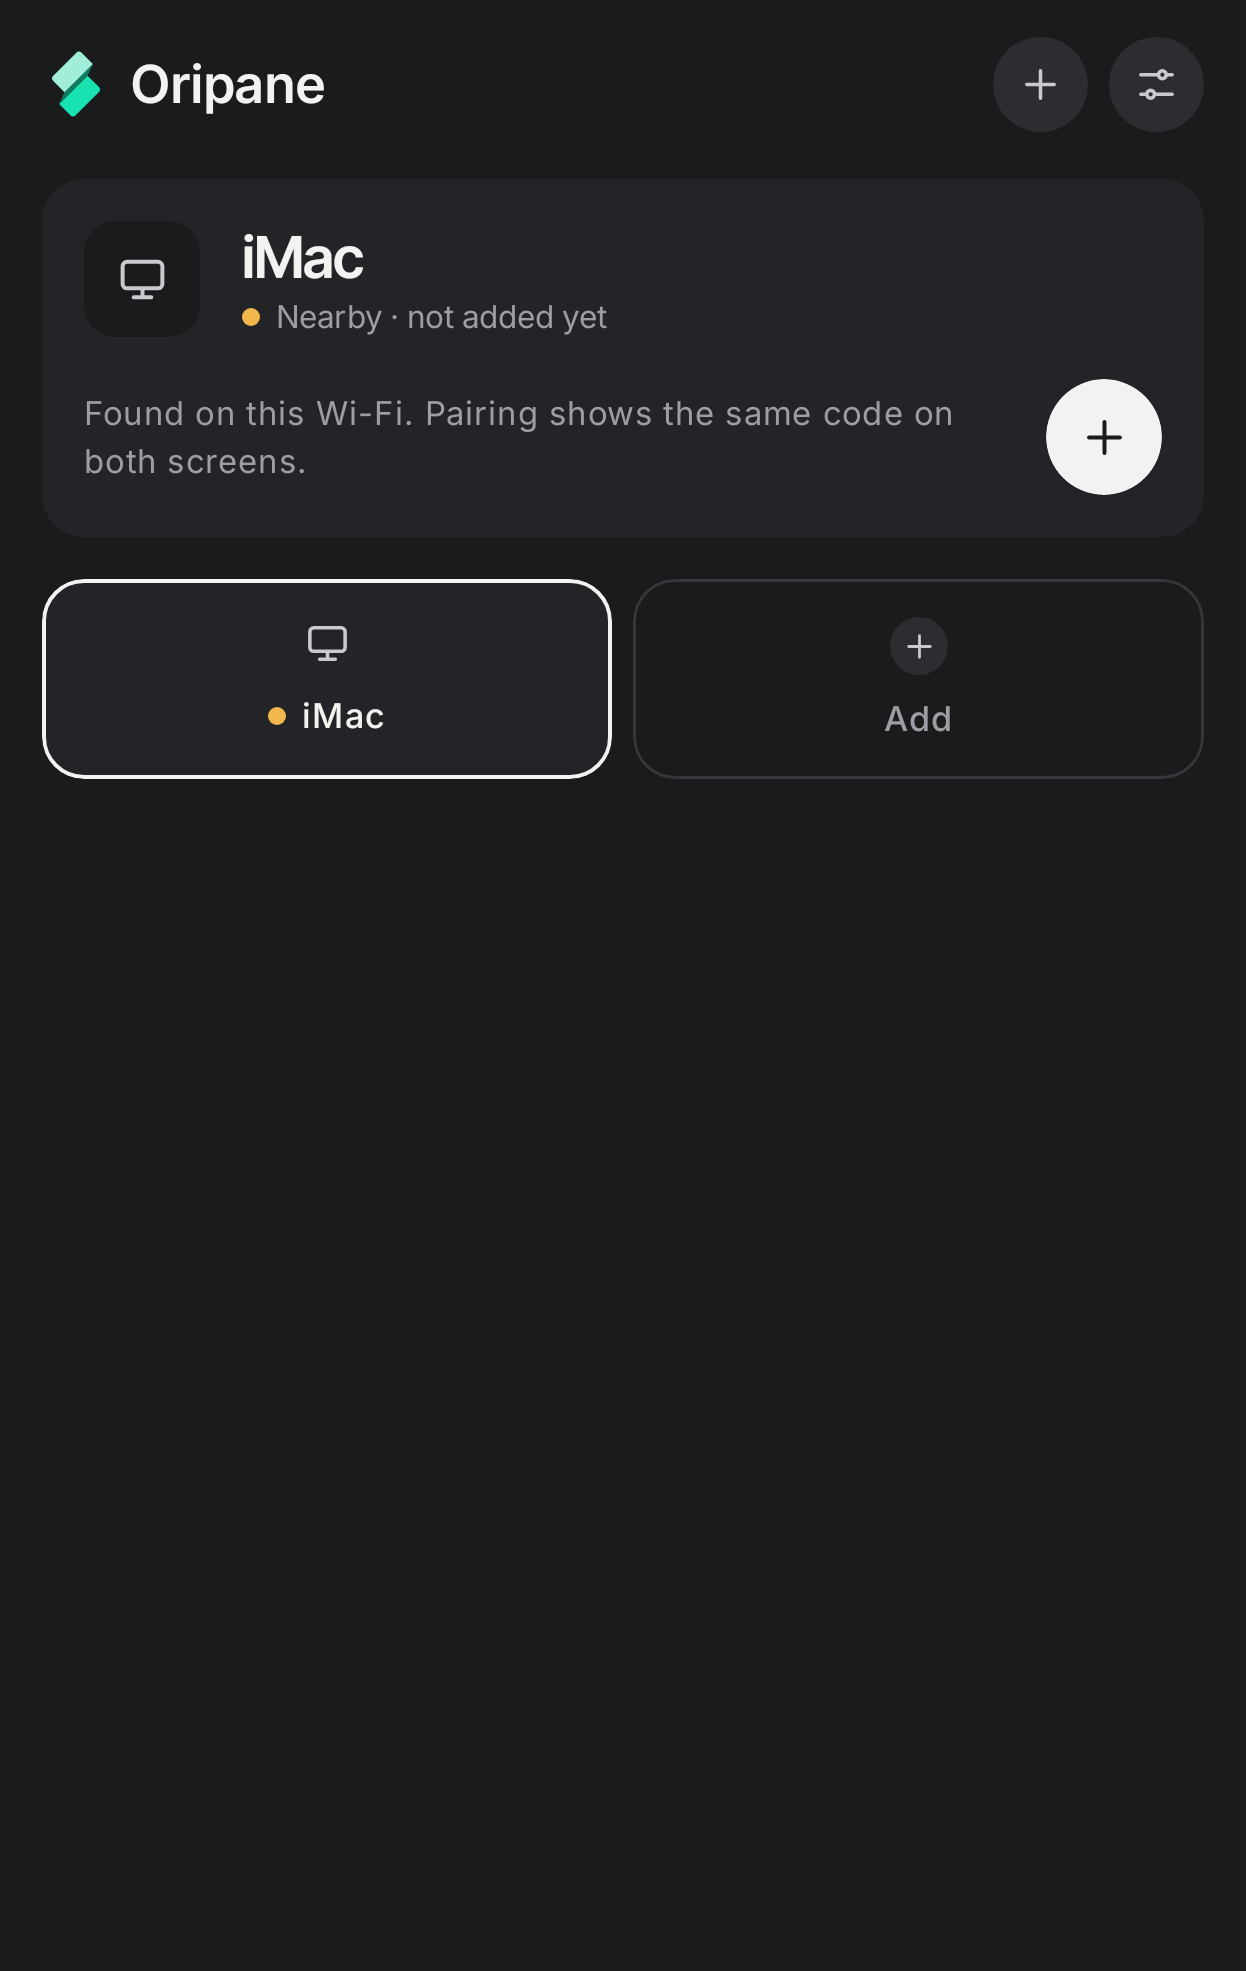 Oripane
iMac
Nearby · not added yet
Found on this Wi-Fi. Pairing shows the same code on
both screens.
iMac
Add